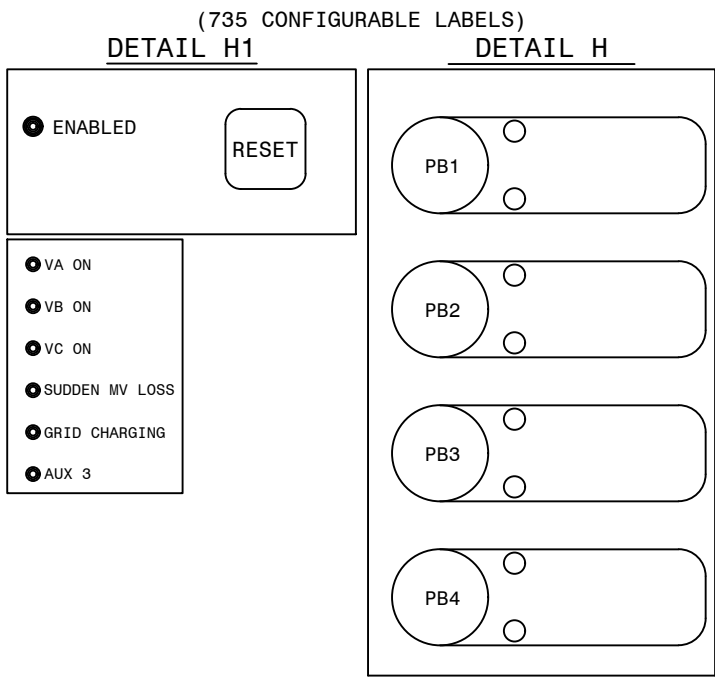 (735 CONFIGURABLE LABELS)
DETAIL H1
ENABLED
RESET
VA ON
VB ON
VC ON
SUDDEN MV LOSS
GRID CHARGING
AUX 3
DETAIL H
PB1
PB2
PB3
PB4